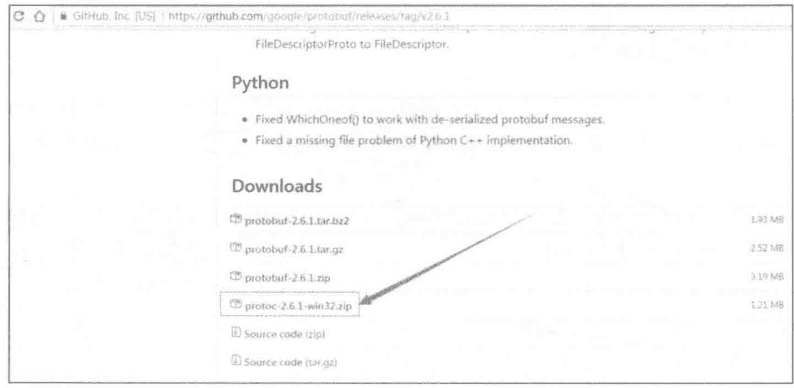 GitHub, Inc. [US] | https://github.com/google/protobuf/releases/tag/v2.6.1
FileDescriptorProto to FileDescriptor.
Python
• Fixed WhichOneof() to work with de-serialized protobuf messages.
• Fixed a missing file problem of Python C++ implementation.
Downloads
protobuf-2.6.1.tar.bz2 1.93 MB
protobuf-2.6.1.tar.gz 2.52 MB
protobuf-2.6.1.zip 3.19 MB
protoc-2.6.1-win32.zip 1.21 MB
Source code (zip)
Source code (tar.gz)